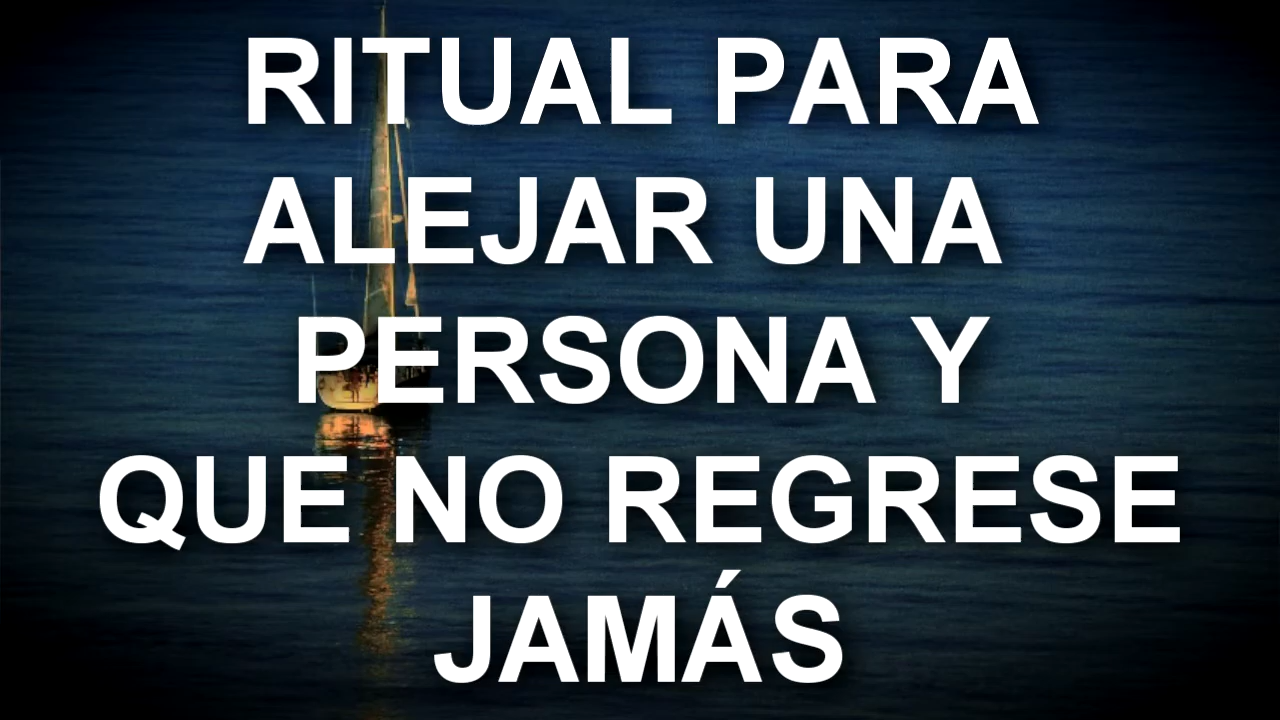 RITUAL PARA
ALEJAR UNA
PERSONA Y
QUE NO REGRESE
JAMÁS